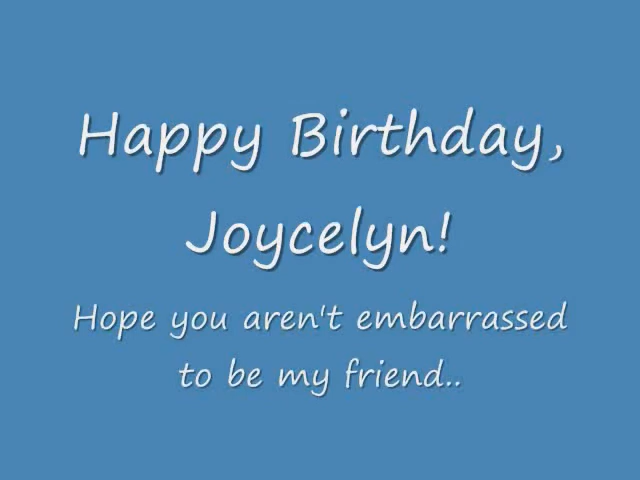 Happy Birthday,
Joycelyn!
Hope you aren't embarrassed
to be my friend..